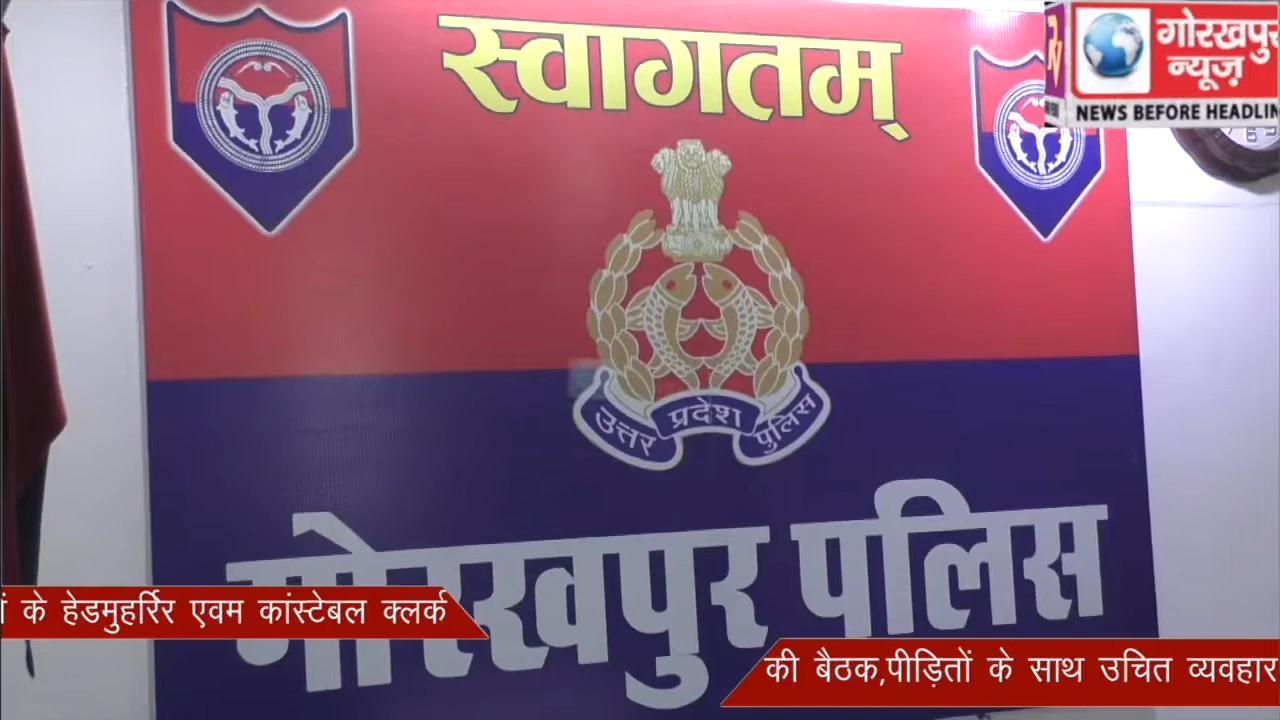 स्वागतम्
गोरखपुर
न्यूज़
NEWS BEFORE HEADLIN
उत्तर प्रदेश पुलिस
गोरखपुर पुलिस
के हेडमुहर्रिर एवम कांस्टेबल क्लर्क
की बैठक,पीड़ितों के साथ उचित व्यवहार